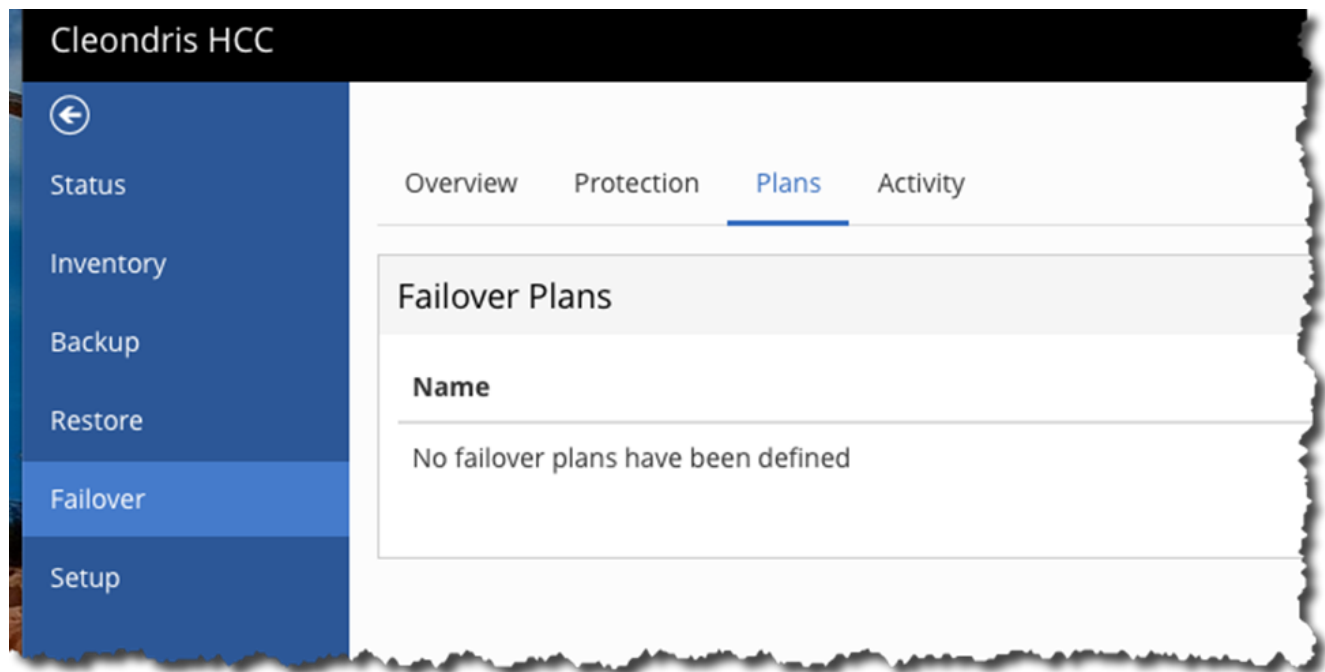 Cleondris HCC
Status
Inventory
Backup
Restore
Failover
Setup
Overview Protection Plans Activity
Failover Plans
Name
No failover plans have been defined